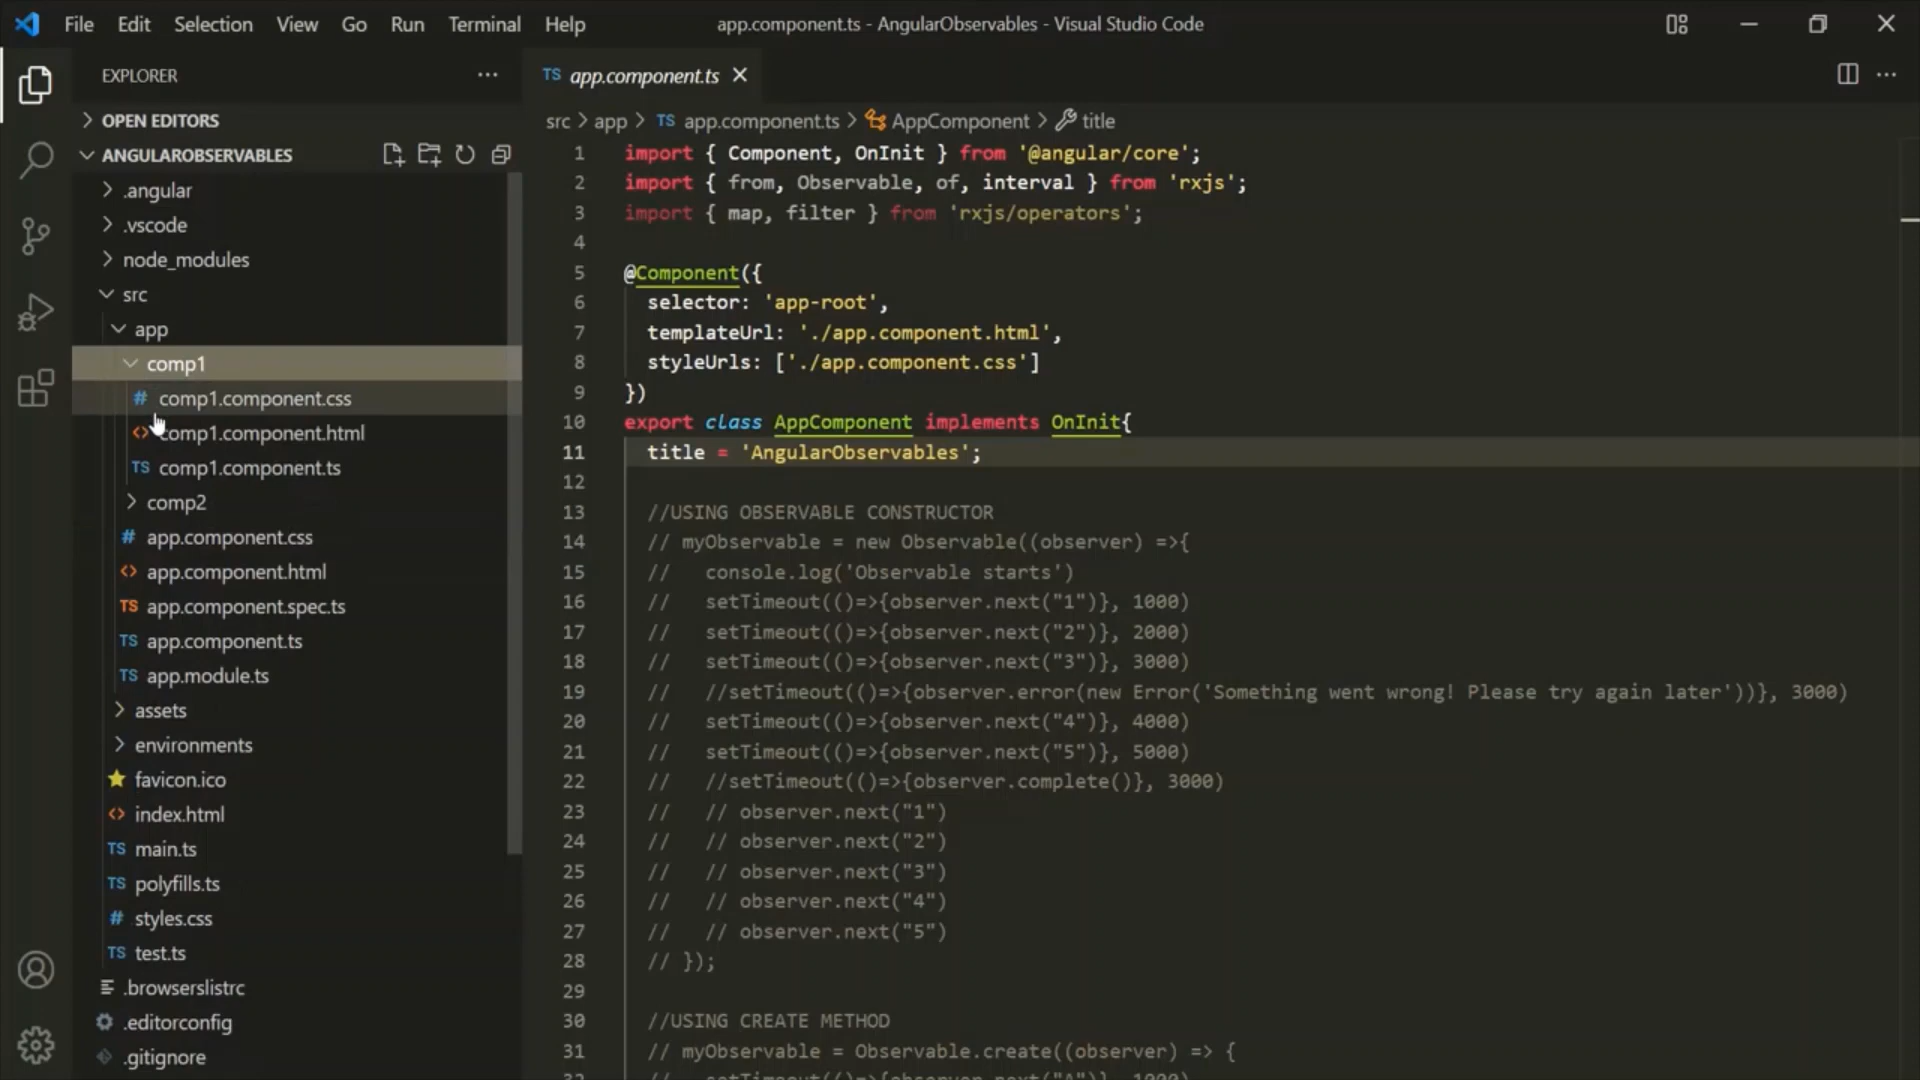 File Edit Selection View Go Run Terminal Help
app.component.ts - AngularObservables - Visual Studio Code
EXPLORER
OPEN EDITORS
ANGULAROBSERVABLES
.angular
.vscode
node_modules
src
app
comp1
# comp1.component.css
<> comp1.component.html
TS comp1.component.ts
comp2
# app.component.css
<> app.component.html
TS app.component.spec.ts
TS app.component.ts
TS app.module.ts
assets
environments
favicon.ico
<> index.html
TS main.ts
TS polyfills.ts
# styles.css
TS test.ts
.browserslistrc
.editorconfig
.gitignore
TS app.component.ts
src > app > TS app.component.ts > AppComponent > title
1 import { Component, OnInit } from '@angular/core';
2 import { from, Observable, of, interval } from 'rxjs';
3 import { map, filter } from 'rxjs/operators';
4
5 @Component({
6 selector: 'app-root',
7 templateUrl: './app.component.html',
8 styleUrls: ['./app.component.css']
9 })
10 export class AppComponent implements OnInit{
11 title = 'AngularObservables';
12
13 //USING OBSERVABLE CONSTRUCTOR
14 // myObservable = new Observable((observer) =>{
15 //   console.log('Observable starts')
16 //   setTimeout(()=>{observer.next("1")}, 1000)
17 //   setTimeout(()=>{observer.next("2")}, 2000)
18 //   setTimeout(()=>{observer.next("3")}, 3000)
19 //   //setTimeout(()=>{observer.error(new Error('Something went wrong! Please try again later'))}, 3000)
20 //   setTimeout(()=>{observer.next("4")}, 4000)
21 //   setTimeout(()=>{observer.next("5")}, 5000)
22 //   //setTimeout(()=>{observer.complete()}, 3000)
23 //   // observer.next("1")
24 //   // observer.next("2")
25 //   // observer.next("3")
26 //   // observer.next("4")
27 //   // observer.next("5")
28 // });
29
30 //USING CREATE METHOD
31 // myObservable = Observable.create((observer) => {